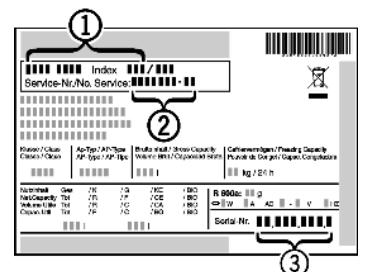 1
Index /
Service-Nr./No. Service: -
2
Klasse / Class Ap-Typ / AP-Type Brutto inhalt / Gross Capacity Gefriervermögen / Freezing Capacity
Classe / Clase AP-Type / AP-Tipo Volume Brut / Capacidad Bruta Pouvoir de Congel / Capac. Congeladora
l kg / 24 h
Nutzinhalt Ges / K / G / KC / BIO
Net.Capacity Tot / R / F / CE / BIO R 600a: g
Volume Utile Tot / R / C / CA / BIO W A AC - V
Capac. Util Tot / F / C / BO / BIO
l l Serial-Nr.
3